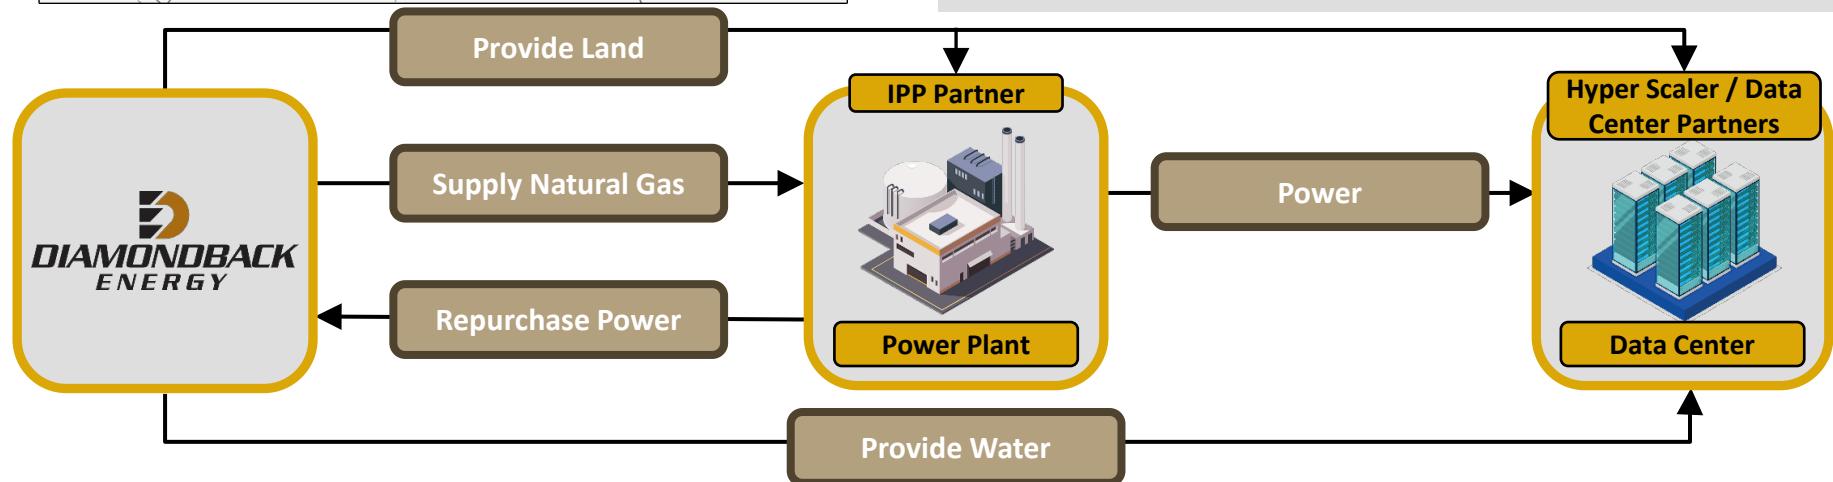 Provide Land
IPP Partner
Hyper Scaler / Data
Center Partners
Supply Natural Gas
Power
DIAMONDBACK
ENERGY
Repurchase Power
Power Plant
Data Center
Provide Water